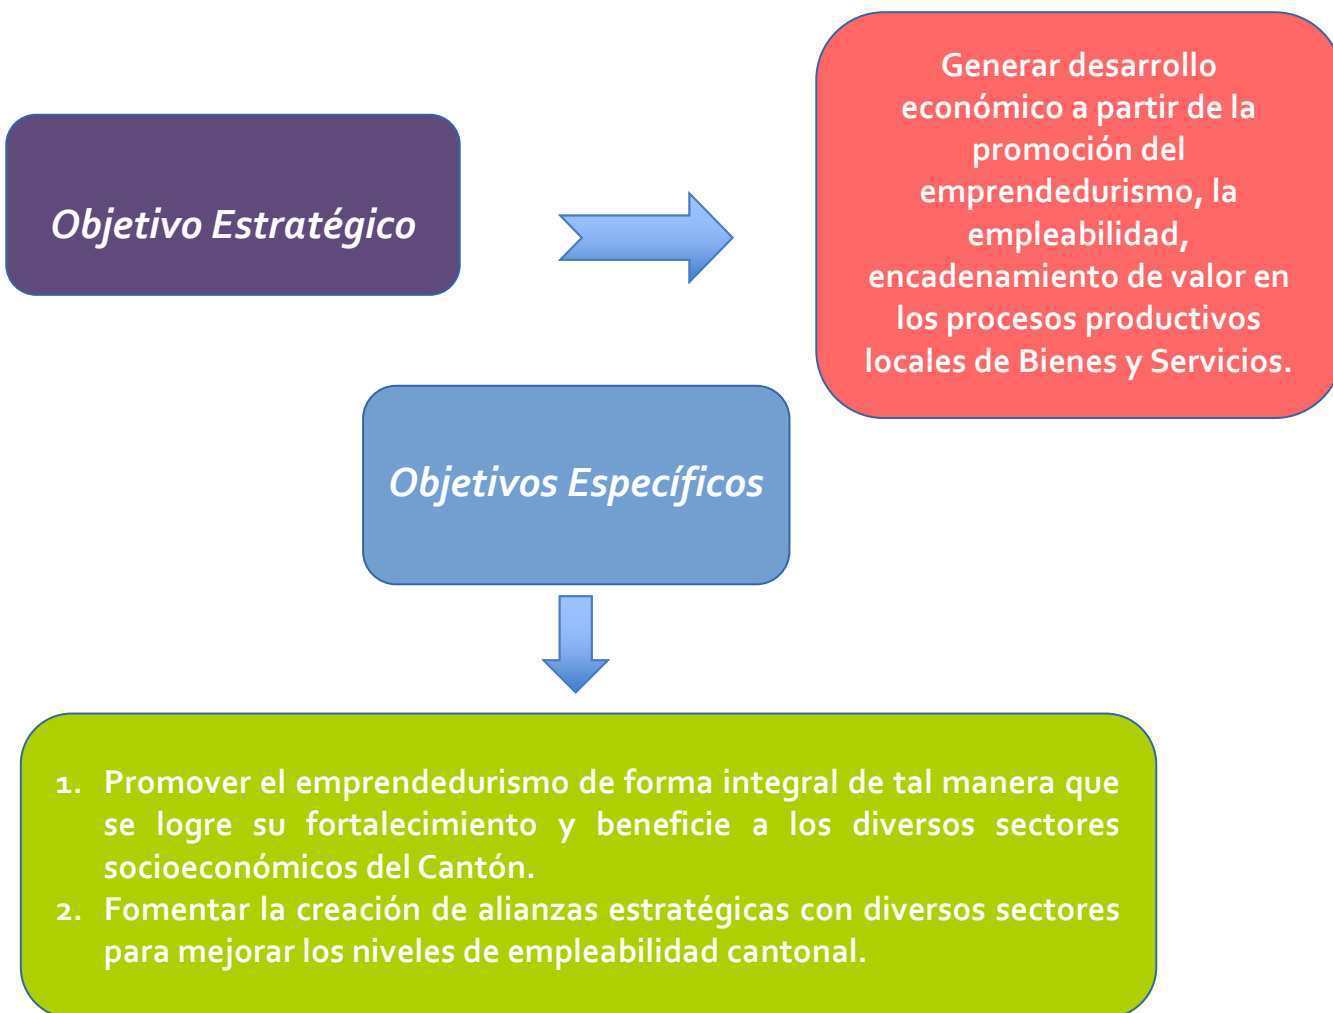 Objetivo Estratégico
Generar desarrollo
económico a partir de la
promoción del
emprendedurismo, la
empleabilidad,
encadenamiento de valor en
los procesos productivos
locales de Bienes y Servicios.
Objetivos Específicos
1. Promover el emprendedurismo de forma integral de tal manera que
se logre su fortalecimiento y beneficie a los diversos sectores
socioeconómicos del Cantón.
2. Fomentar la creación de alianzas estratégicas con diversos sectores
para mejorar los niveles de empleabilidad cantonal.